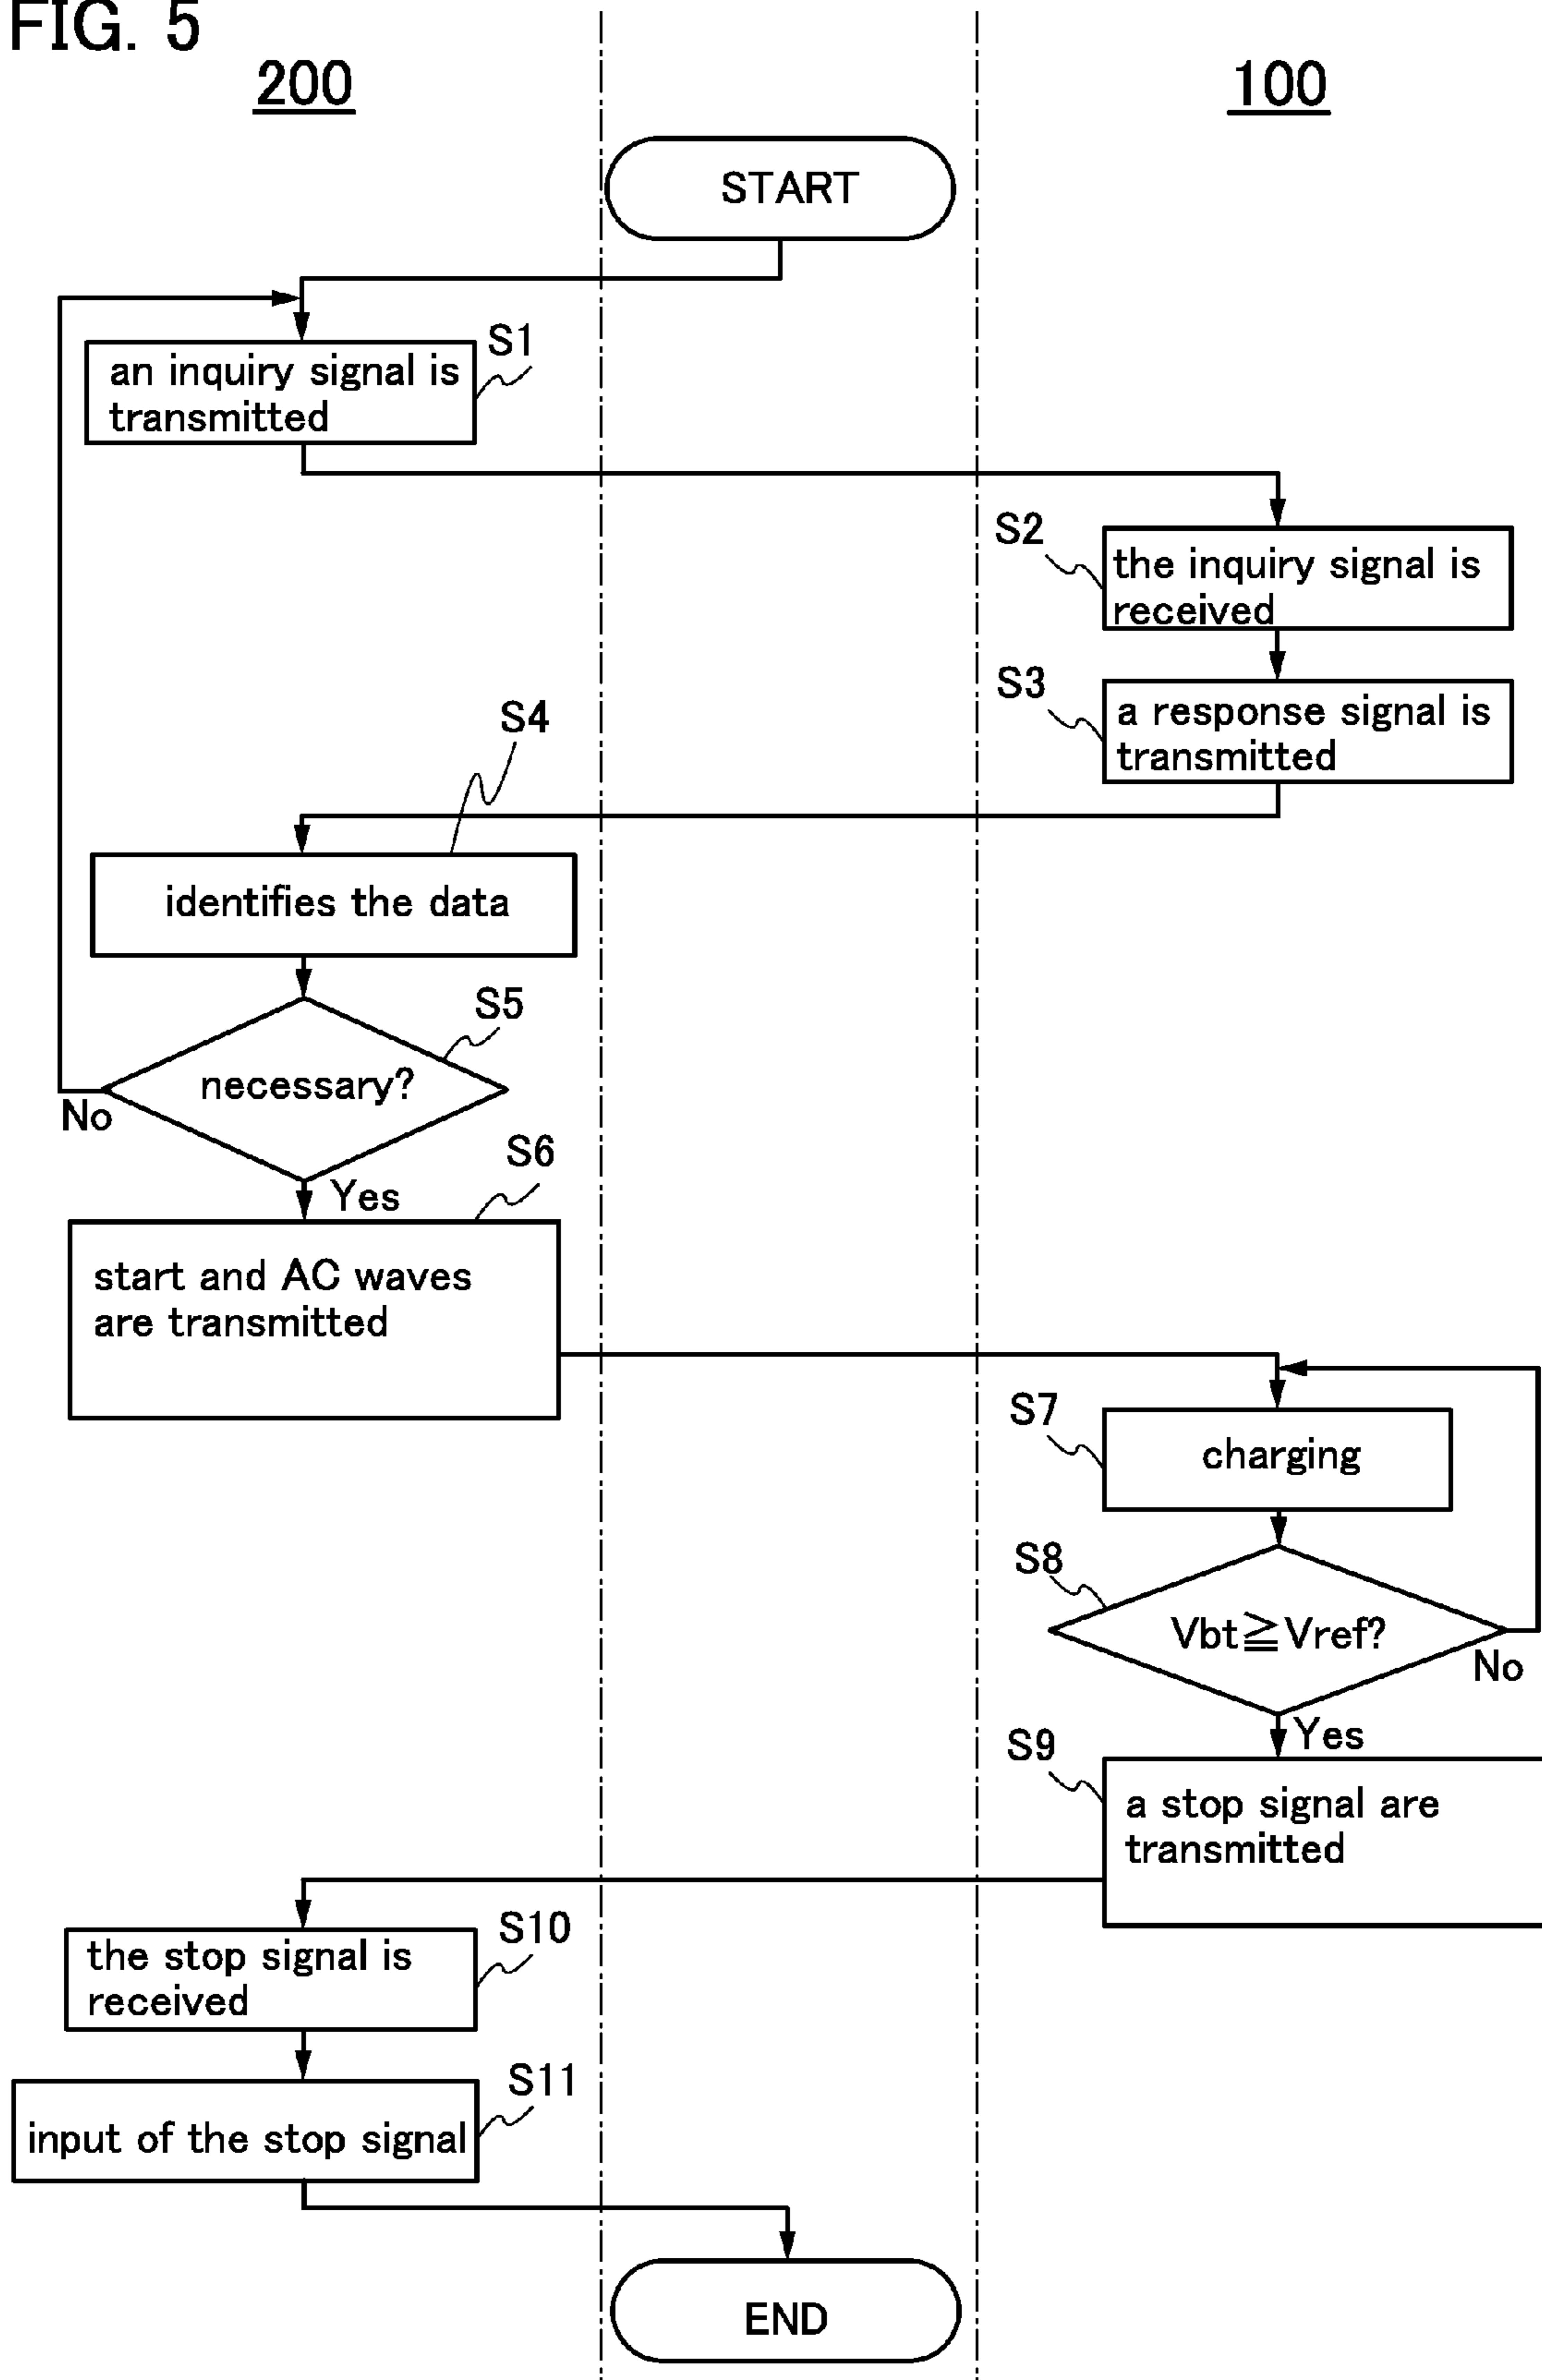 FIG. 5
200
100
START
S1
an inquiry signal is
transmitted
S2
the inquiry signal is
received
S3
a response signal is
transmitted
S4
identifies the data
S5
necessary?
No
Yes
S6
start and AC waves
are transmitted
S7
charging
S8
Vbt≧Vref?
No
Yes
S9
a stop signal are
transmitted
S10
the stop signal is
received
S11
input of the stop signal
END